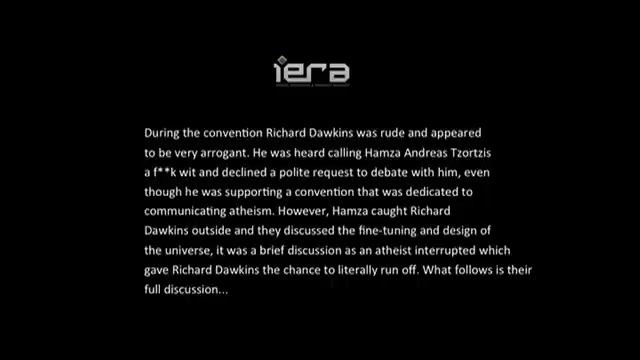 iera
During the convention Richard Dawkins was rude and appeared
to be very arrogant. He was heard calling Hamza Andreas Tzortzis
a f**k wit and declined a polite request to debate with him, even
though he was supporting a convention that was dedicated to
communicating atheism. However, Hamza caught Richard
Dawkins outside and they discussed the fine-tuning and design of
the universe, it was a brief discussion as an atheist interrupted which
gave Richard Dawkins the chance to literally run off. What follows is their
full discussion...